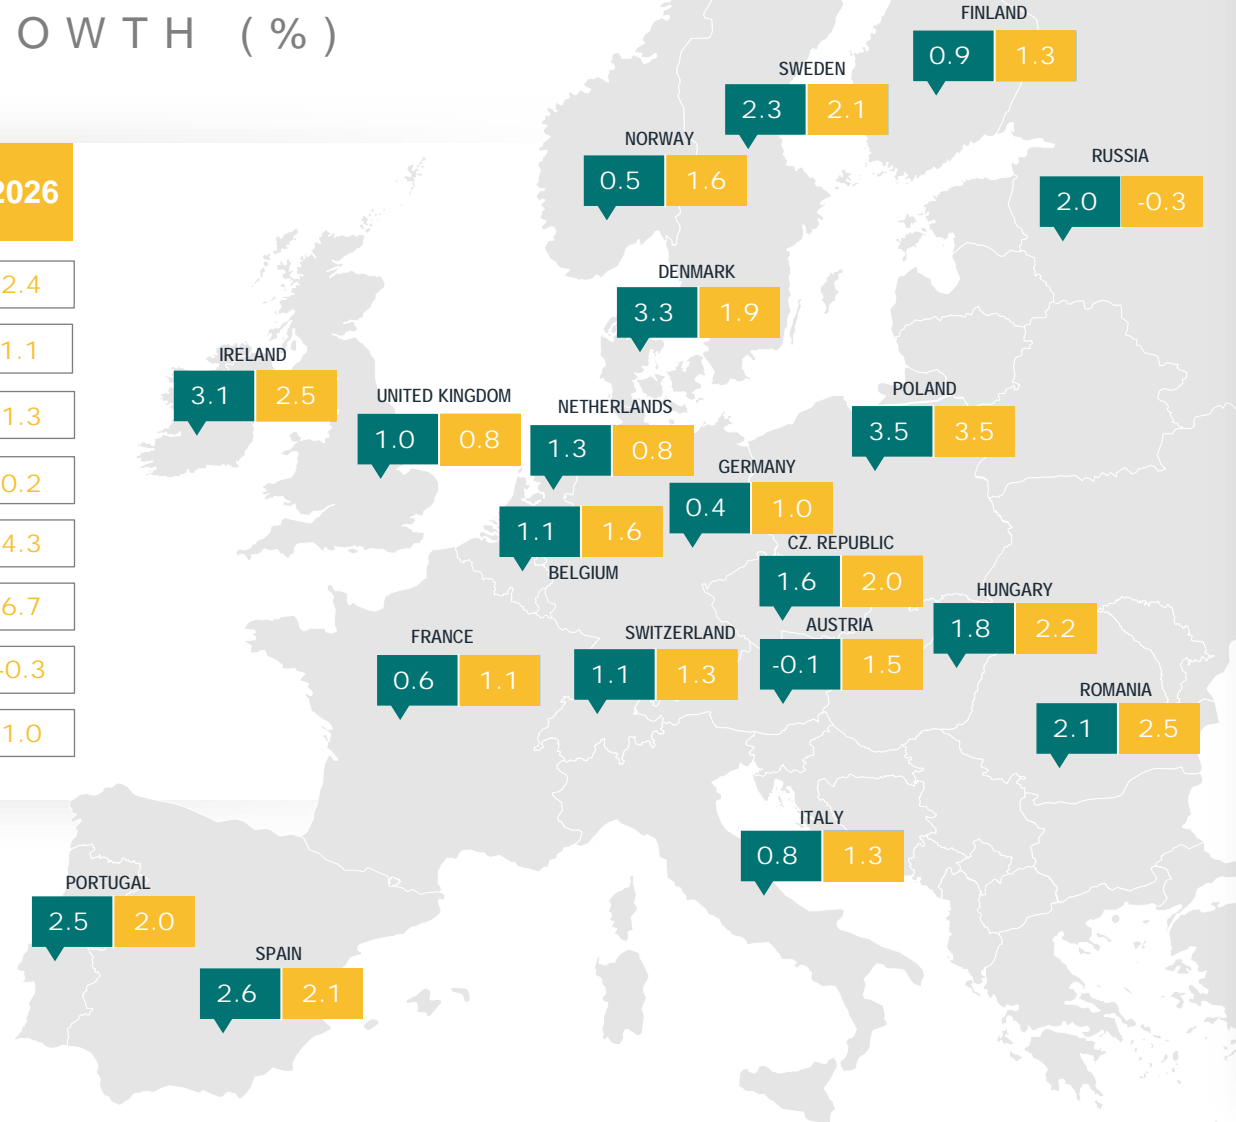 OWTH (%)
2026
2.4
1.1
1.3
0.2
4.3
6.7
-0.3
1.0
FINLAND
0.9 1.3
SWEDEN
2.3 2.1
NORWAY
0.5 1.6
RUSSIA
2.0 -0.3
DENMARK
3.3 1.9
IRELAND
3.1 2.5
UNITED KINGDOM
1.0 0.8
NETHERLANDS
1.3 0.8
POLAND
3.5 3.5
GERMANY
0.4 1.0
1.1 1.6
BELGIUM
CZ. REPUBLIC
1.6 2.0
HUNGARY
1.8 2.2
FRANCE
0.6 1.1
SWITZERLAND
1.1 1.3
AUSTRIA
-0.1 1.5
ROMANIA
2.1 2.5
ITALY
0.8 1.3
PORTUGAL
2.5 2.0
SPAIN
2.6 2.1